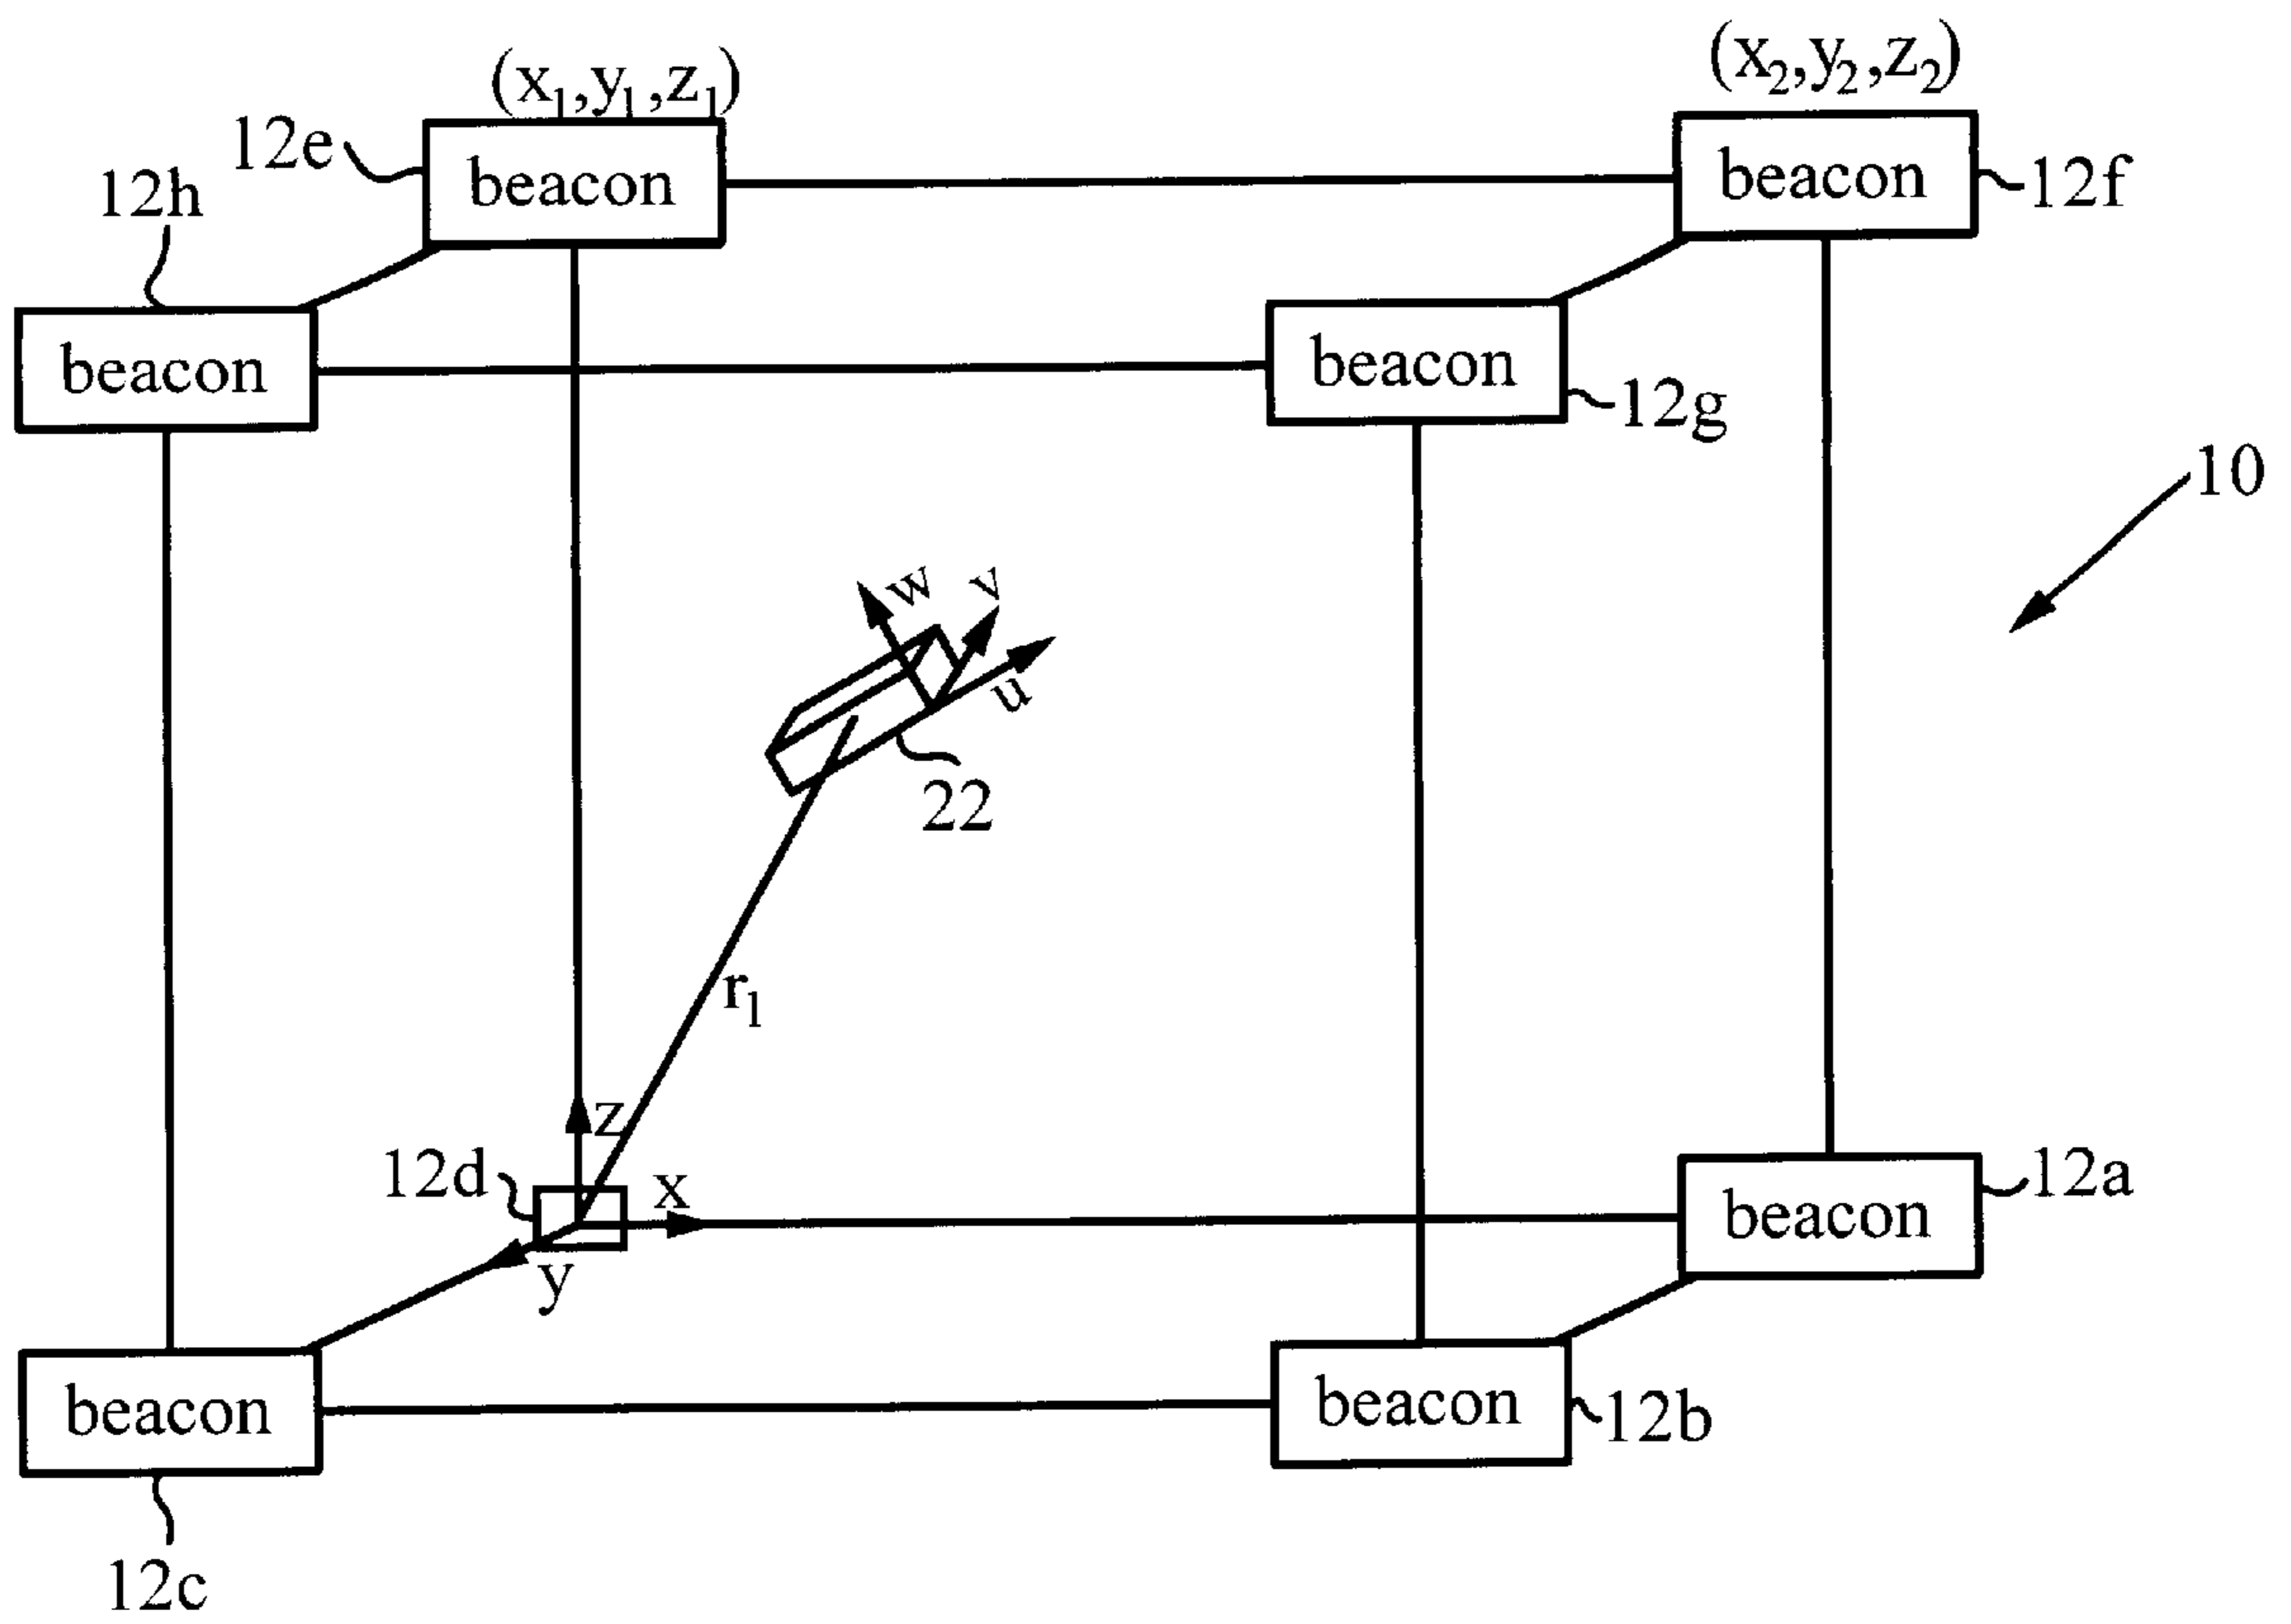 (x₁,y₁,z₁)
(x₂,y₂,z₂)
12e
beacon
beacon
12f
12h
beacon
beacon
12g
10
w
v
u
22
r₁
z
12d
x
y
12a
beacon
beacon
beacon
12b
12c